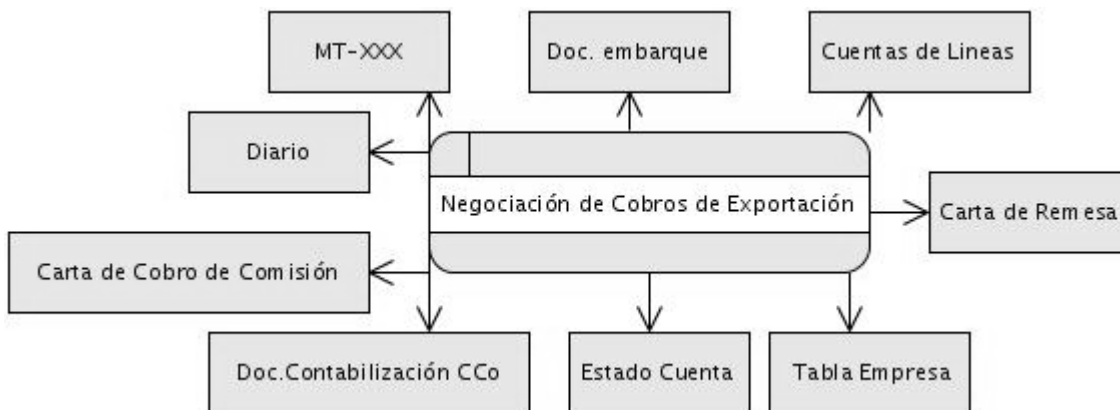 MT-XXX
Doc. embarque
Cuentas de Lineas
Diario
Negociación de Cobros de Exportación
Carta de Remesa
Carta de Cobro de Comisión
Doc.Contabilización CCo
Estado Cuenta
Tabla Empresa